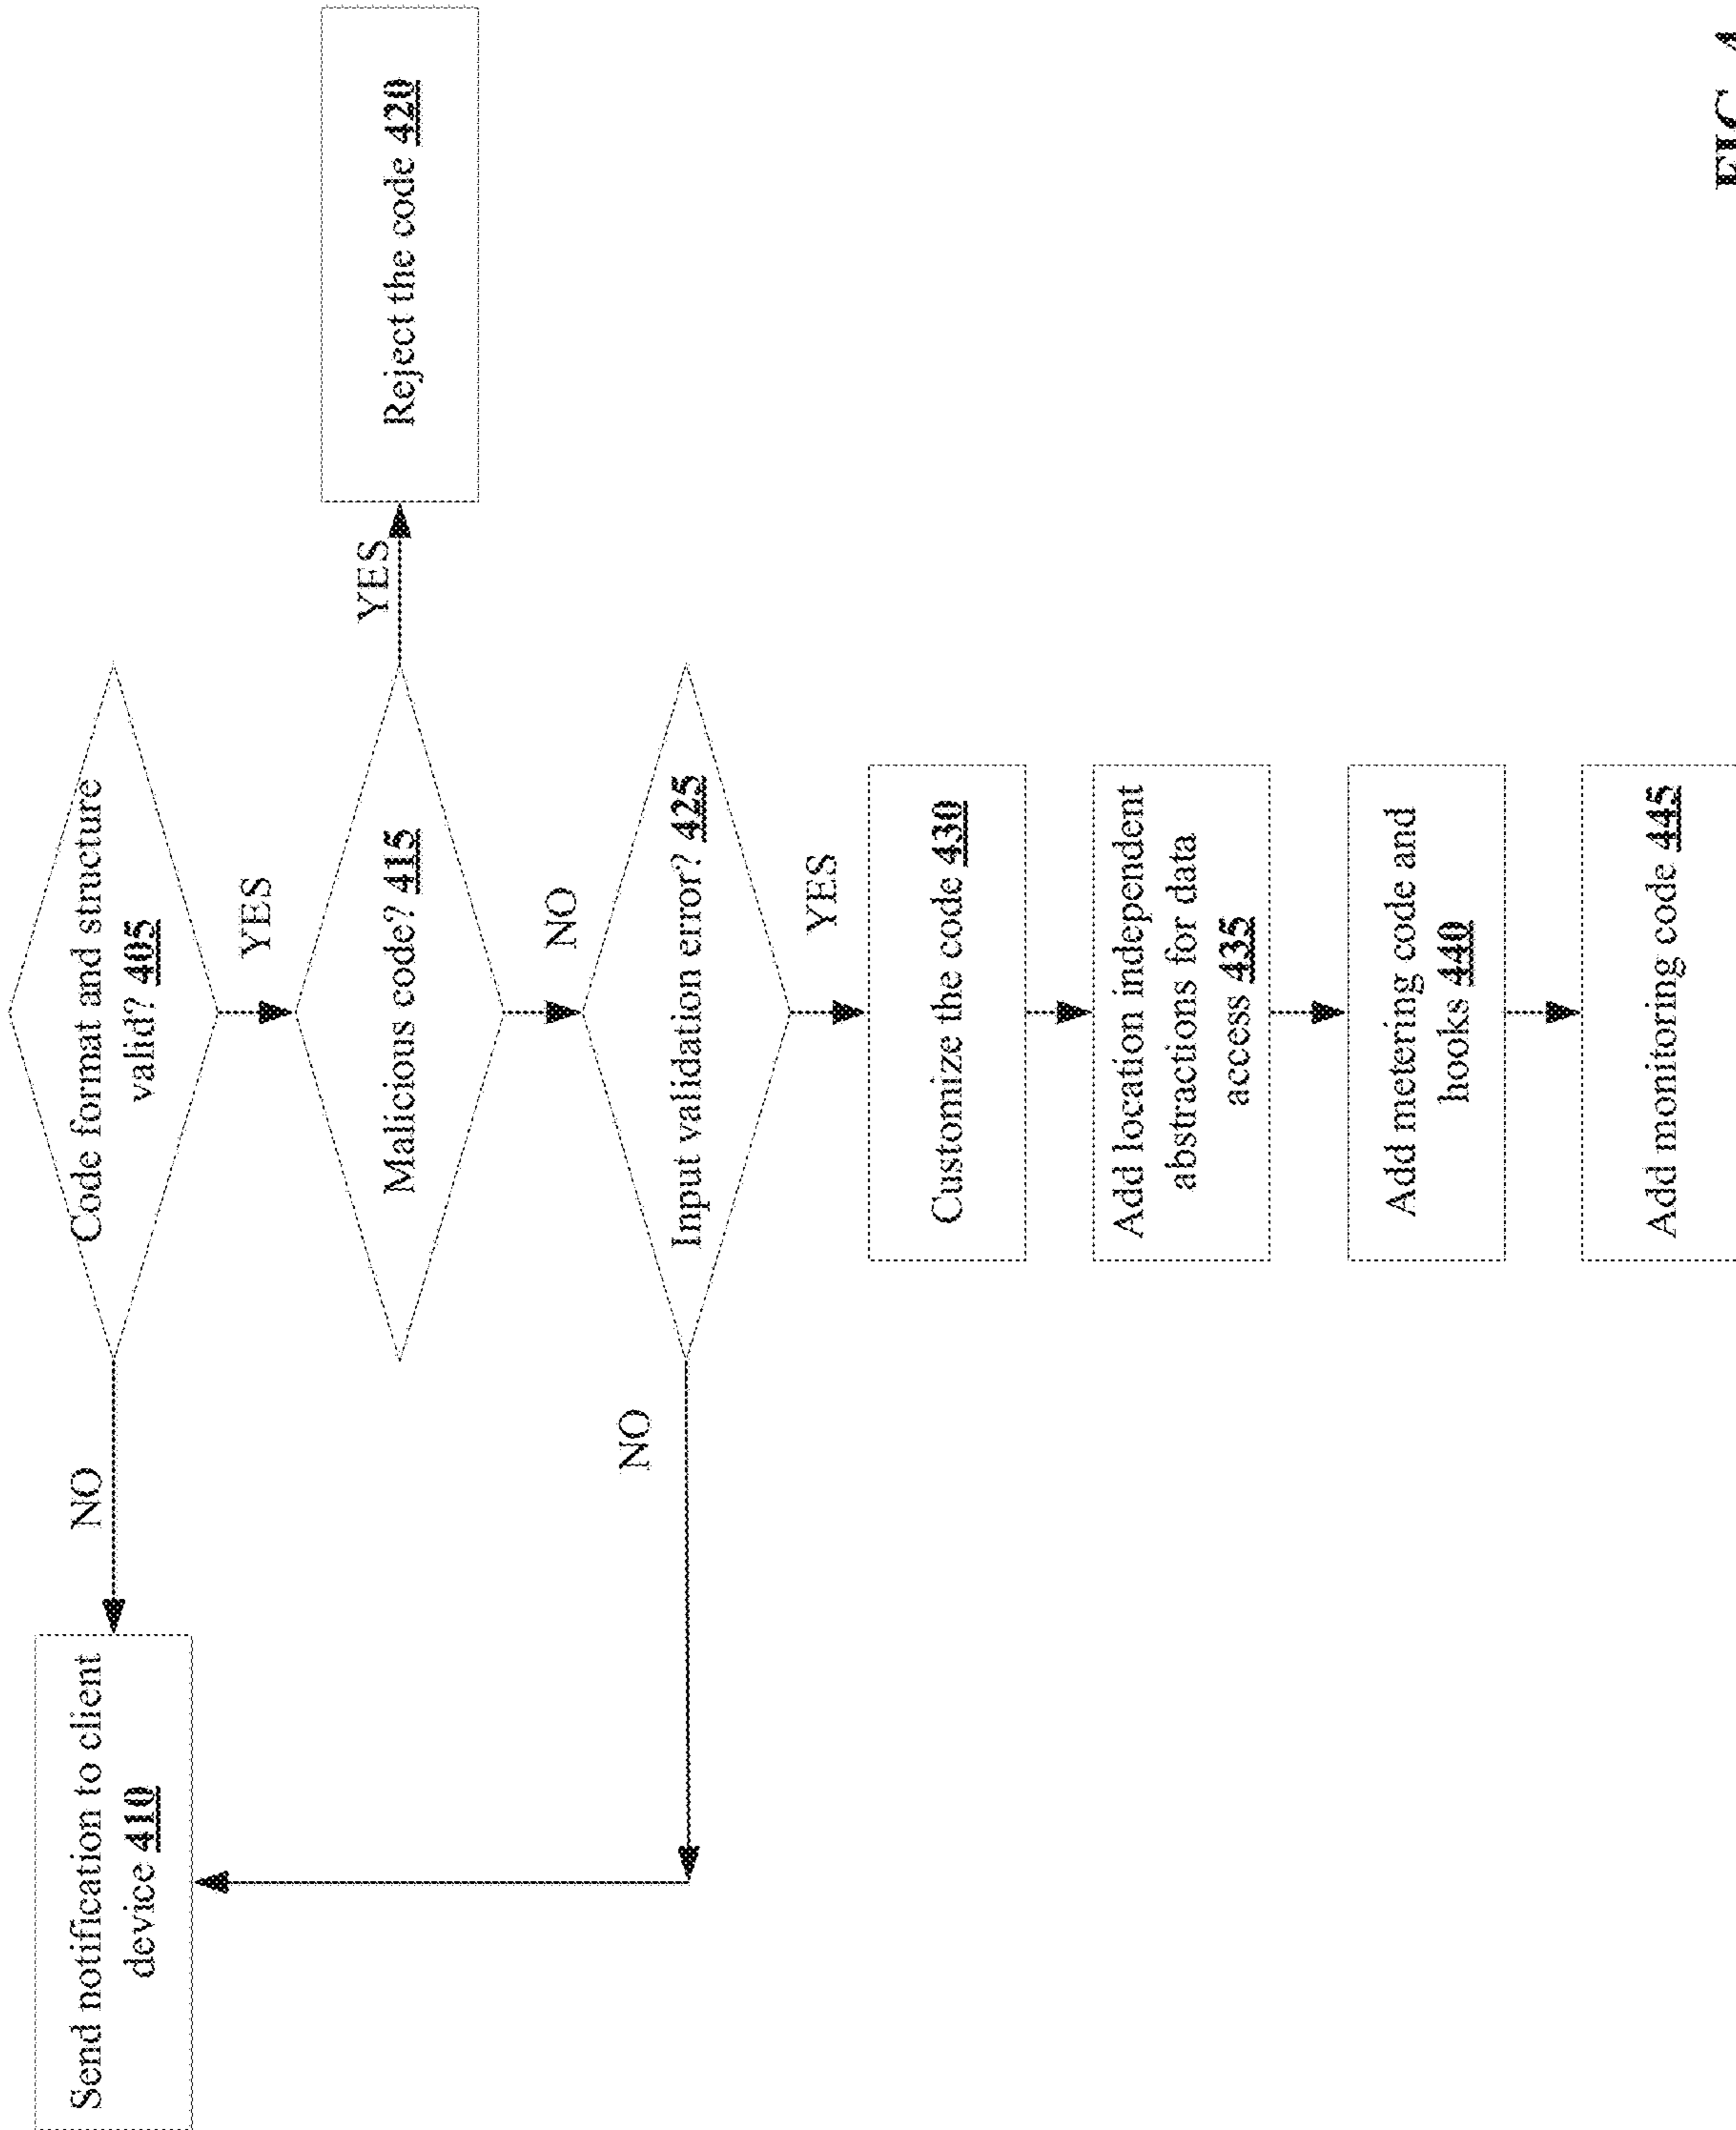 Code format and structure
valid? 405
NO
Send notification to client
device 410
YES
Malicious code? 415
YES
Reject the code 420
NO
Input validation error? 425
NO
YES
Customize the code 430
Add location independent
abstractions for data
access 435
Add metering code and
hooks 440
Add monitoring code 445
FIG. 4